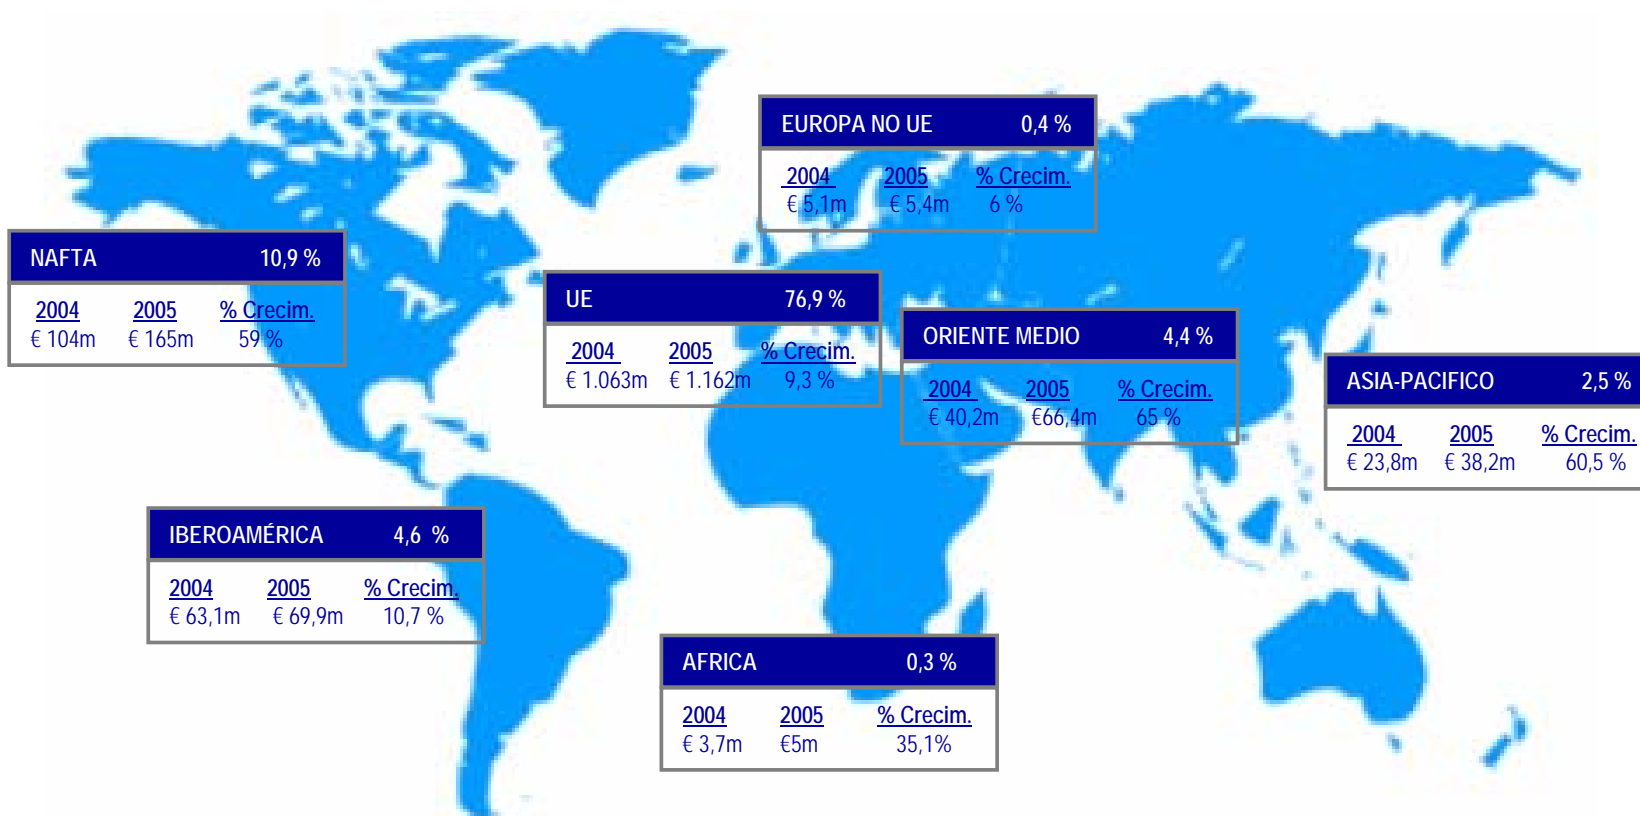 EUROPA NO UE 0,4 %
2004 2005 % Crecim.
€ 5,1m € 5,4m 6 %
NAFTA 10,9 %
2004 2005 % Crecim.
€ 104m € 165m 59 %
UE 76,9 %
2004 2005 % Crecim.
€ 1.063m € 1.162m 9,3 %
ORIENTE MEDIO 4,4 %
2004 2005 % Crecim.
€ 40,2m €66,4m 65 %
ASIA-PACIFICO 2,5 %
2004 2005 % Crecim.
€ 23,8m € 38,2m 60,5 %
IBEROAMÉRICA 4,6 %
2004 2005 % Crecim.
€ 63,1m € 69,9m 10,7 %
AFRICA 0,3 %
2004 2005 % Crecim.
€ 3,7m €5m 35,1%